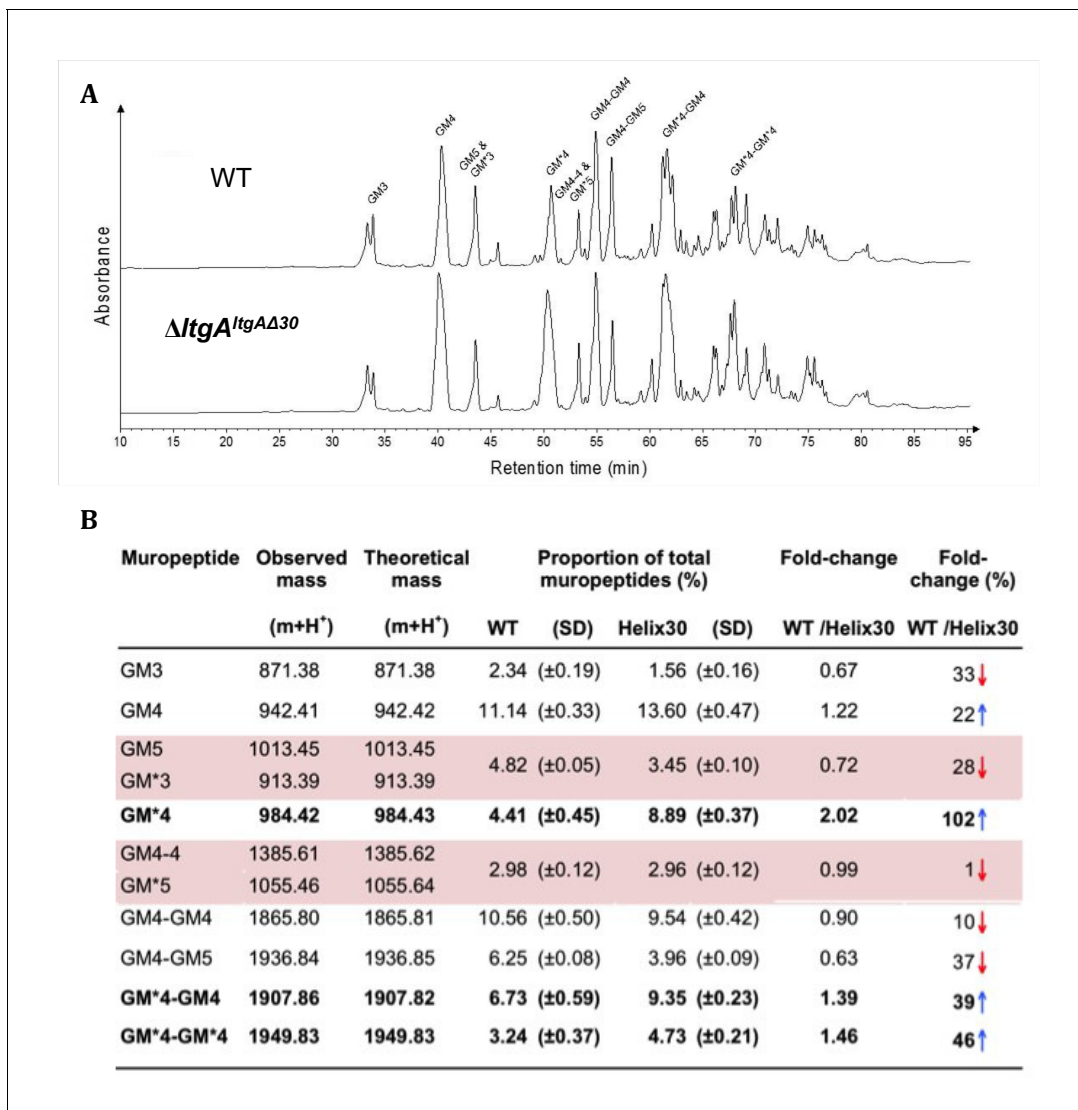 A
WT
ΔltgA^ltgAΔ30
Absorbance
GM3
GM4
GM5 &
GM*3
GM*4
GM4-4 &
GM*5
GM4-GM4
GM4-GM5
GM*4-GM4
GM*4-GM*4
10 15 20 25 30 35 40 45 50 55 60 65 70 75 80 85 90 95
Retention time (min)
B
Muropeptide Observed mass (m+H⁺) Theoretical mass (m+H⁺) Proportion of total muropeptides (%) Fold-change Fold-change (%)
WT (SD) Helix30 (SD) WT /Helix30 WT /Helix30
GM3 871.38 871.38 2.34 (±0.19) 1.56 (±0.16) 0.67 33↓
GM4 942.41 942.42 11.14 (±0.33) 13.60 (±0.47) 1.22 22↑
GM5 1013.45 1013.45
4.82 (±0.05) 3.45 (±0.10) 0.72 28↓
GM*3 913.39 913.39
GM*4 984.42 984.43 4.41 (±0.45) 8.89 (±0.37) 2.02 102↑
GM4-4 1385.61 1385.62
2.98 (±0.12) 2.96 (±0.12) 0.99 1↓
GM*5 1055.46 1055.64
GM4-GM4 1865.80 1865.81 10.56 (±0.50) 9.54 (±0.42) 0.90 10↓
GM4-GM5 1936.84 1936.85 6.25 (±0.08) 3.96 (±0.09) 0.63 37↓
GM*4-GM4 1907.86 1907.82 6.73 (±0.59) 9.35 (±0.23) 1.39 39↑
GM*4-GM*4 1949.83 1949.83 3.24 (±0.37) 4.73 (±0.21) 1.46 46↑